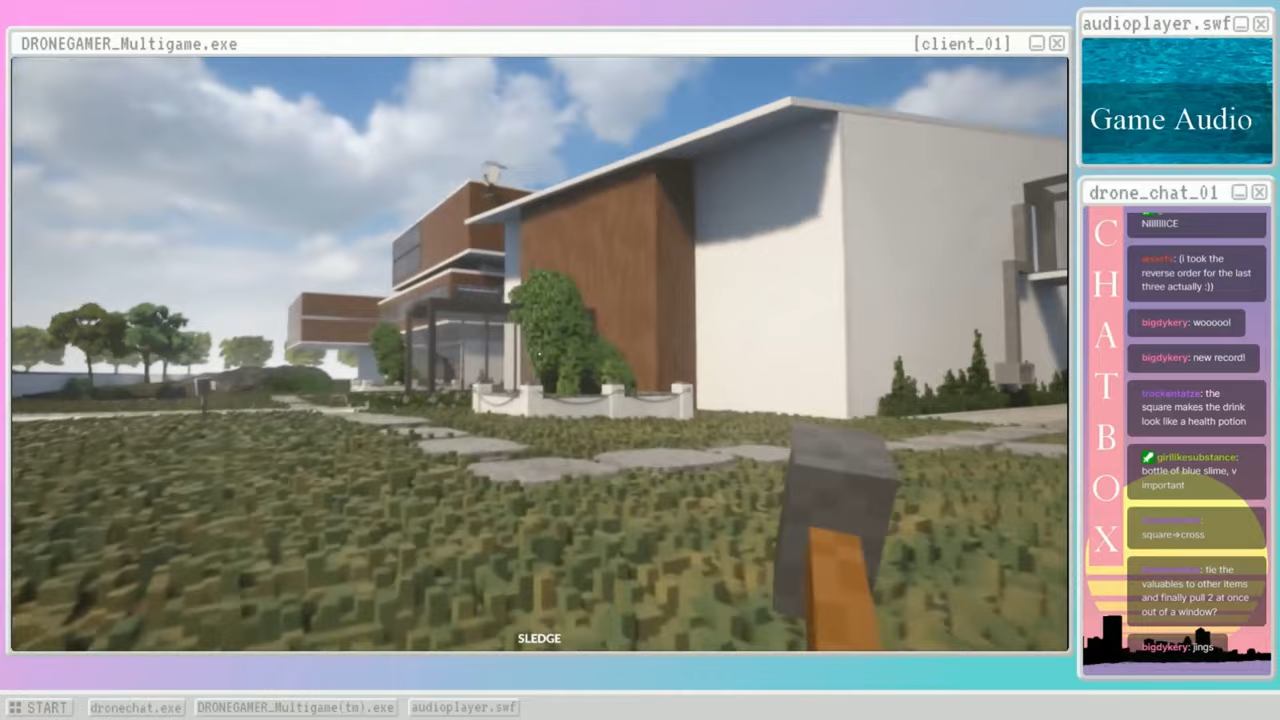 DRONEGAMER_Multigame.exe
[client_01]
SLEDGE
audioplayer.swf
Game Audio
drone_chat_01
CHATBOX
NIIIIIIICE
: (i took the
reverse order for the last
three actually :))
bigdykery: wooooo!
bigdykery: new record!
trockentatze: the
square makes the drink
look like a health potion
girllikesubstance:
bottle of blue slime, v
important
square->cross
: tie the
valuables to other items
and finally pull 2 at once
out of a window?
bigdykery: jings
START
dronechat.exe
DRONEGAMER_Multigame(tm).exe
audioplayer.swf